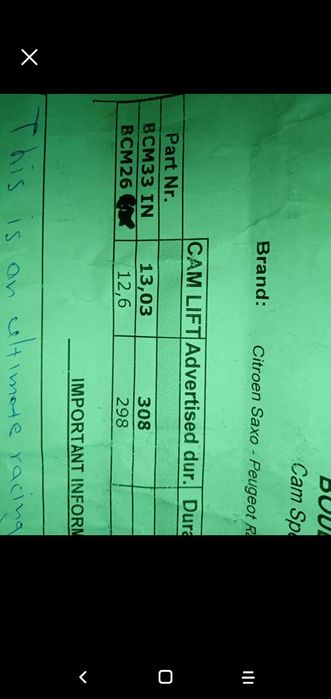 Cam Sp
Brand: Citroen Saxo - Peugeot R
CAM LIFT Advertised dur. Dura
Part Nr.
BCM33 IN 13,03 308
BCM26 12,6 298
IMPORTANT INFORM
This is an ultimate racing